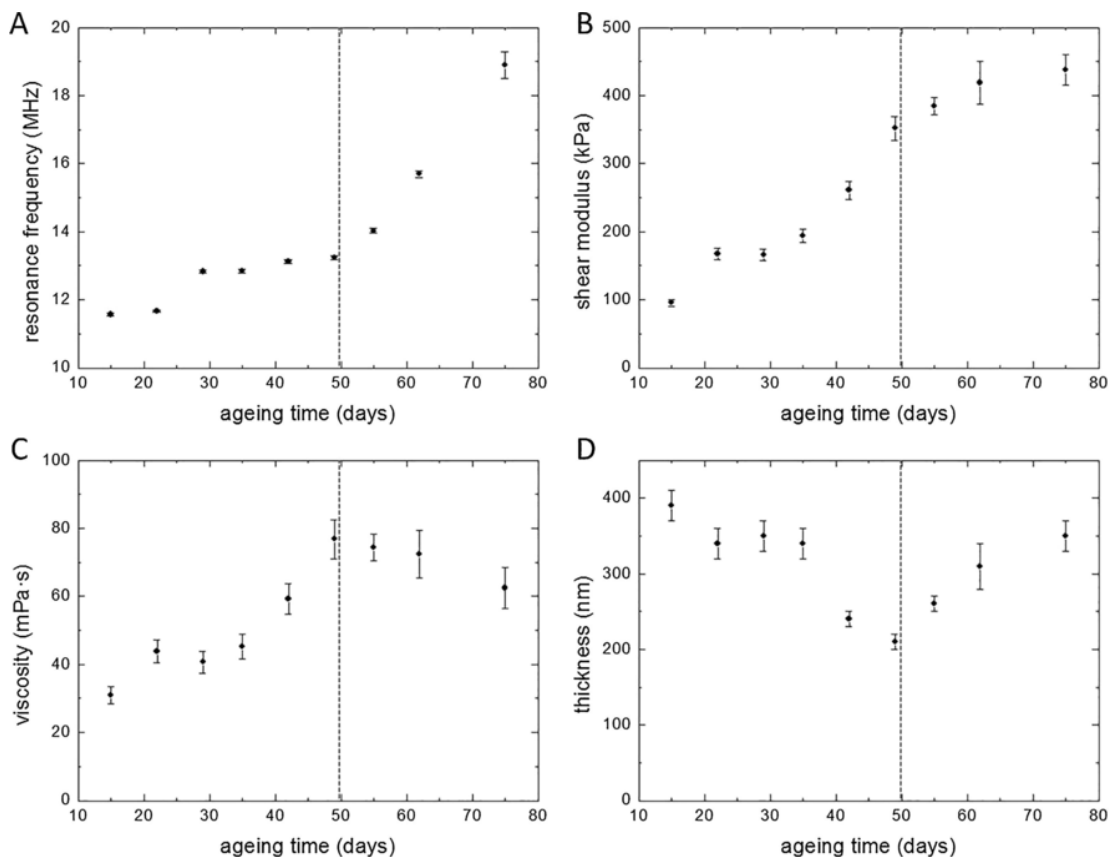 A
resonance frequency (MHz)
20
18
16
14
12
10
10 20 30 40 50 60 70 80
ageing time (days)
B
shear modulus (kPa)
500
400
300
200
100
0
10 20 30 40 50 60 70 80
ageing time (days)
C
viscosity (mPa·s)
100
80
60
40
20
0
10 20 30 40 50 60 70 80
ageing time (days)
D
thickness (nm)
400
300
200
100
0
10 20 30 40 50 60 70 80
ageing time (days)